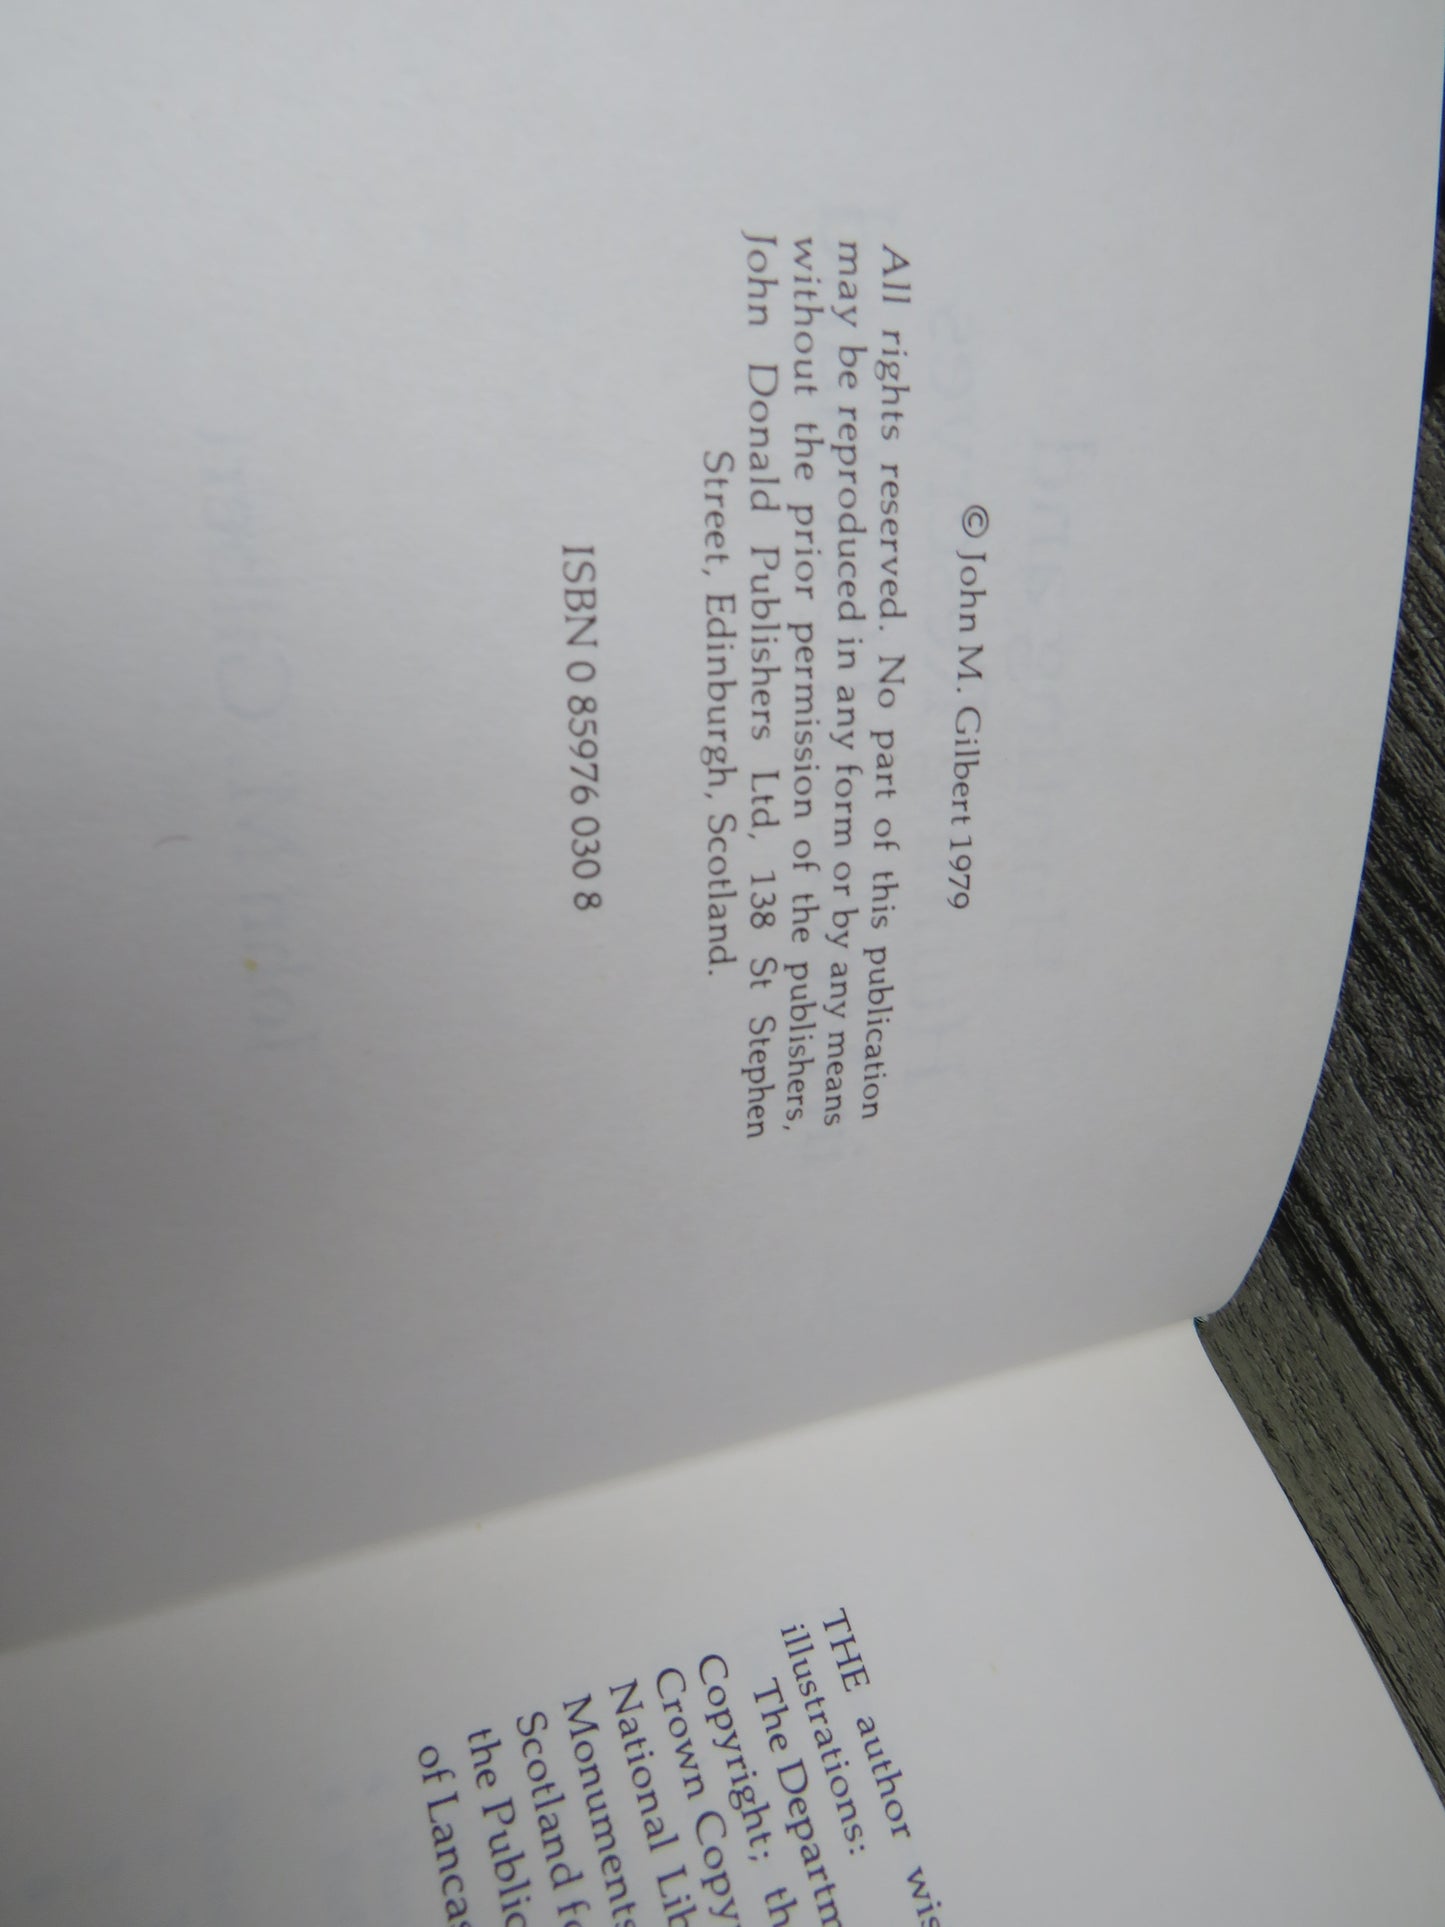 © John M. Gilbert 1979
All rights reserved. No part of this publication
may be reproduced in any form or by any means
without the prior permission of the publishers,
John Donald Publishers Ltd, 138 St Stephen
Street, Edinburgh, Scotland.
ISBN 0 85976 030 8
THE author wis
illustrations:
The Departm
Copyright; th
Crown Copy
National Lib
Monuments
Scotland fo
the Public
of Lancas